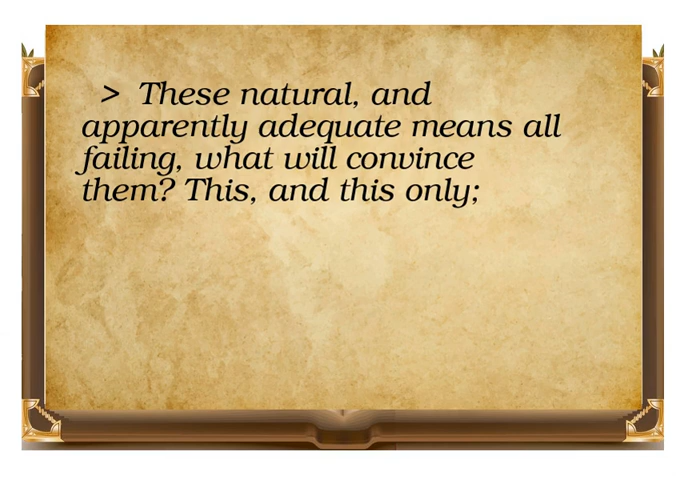 > These natural, and
apparently adequate means all
failing, what will convince
them? This, and this only;